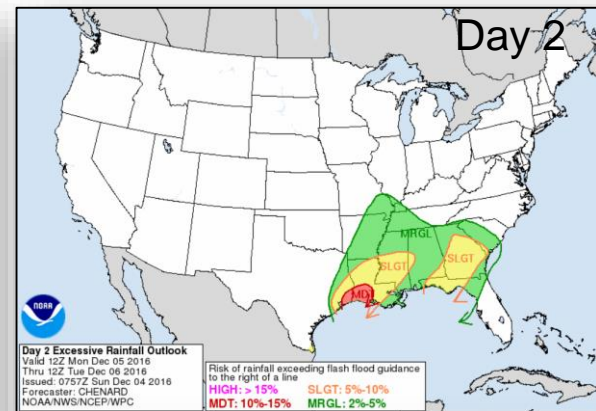 Day 2
MRGL
SLGT
SLGT
MDT
NOAA
Day 2 Excessive Rainfall Outlook
Valid 12Z Mon Dec 05 2016
Thru 12Z Tue Dec 06 2016
Issued: 0757Z Sun Dec 04 2016
Forecaster: CHENARD
NOAA/NWS/NCEP/WPC
Risk of rainfall exceeding flash flood guidance
to the right of a line
HIGH: > 15% SLGT: 5%-10%
MDT: 10%-15% MRGL: 2%-5%